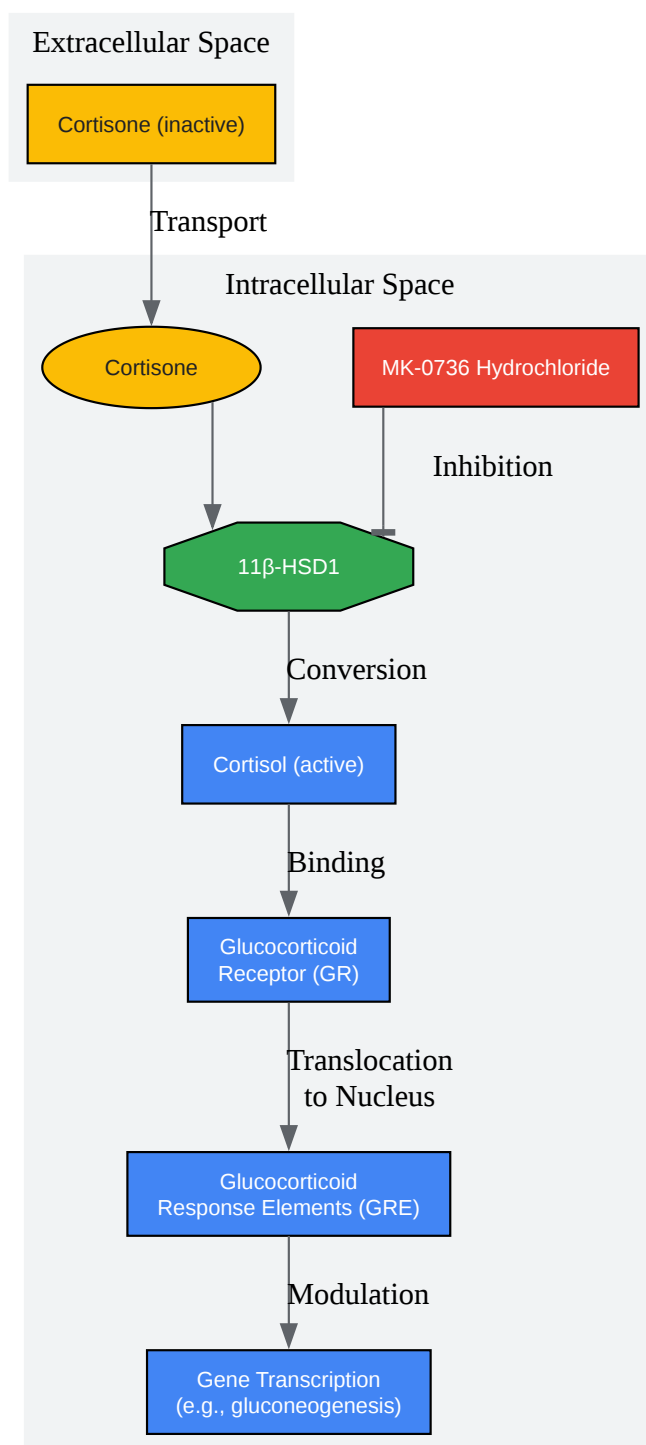 Extracellular Space
Cortisone (inactive)
Transport
Intracellular Space
Cortisone
MK-0736 Hydrochloride
Inhibition
11β-HSD1
Conversion
Cortisol (active)
Binding
Glucocorticoid
Receptor (GR)
Translocation
to Nucleus
Glucocorticoid
Response Elements (GRE)
Modulation
Gene Transcription
(e.g., gluconeogenesis)